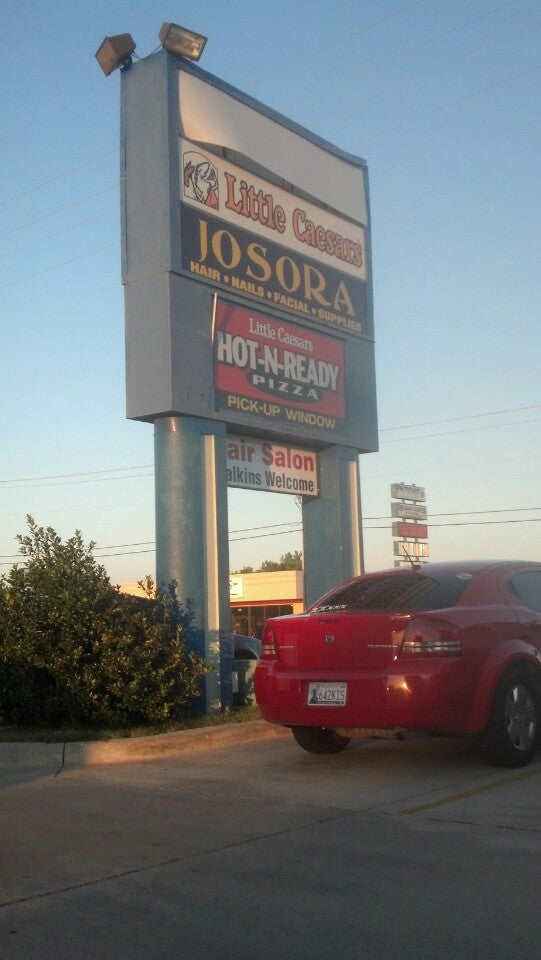 Little Caesars
JOSORA
HAIR • NAILS • FACIAL • SUPPLIES
Little Caesars
HOT-N-READY
PIZZA
PICK-UP WINDOW
air Salon
alkins Welcome
642KIS